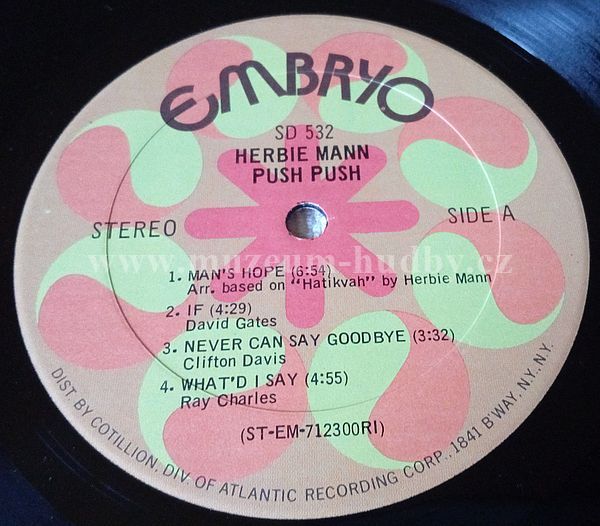 EMBRYO
SD 532
HERBIE MANN
PUSH PUSH
STEREO
SIDE A
www.muzeum-hudby.cz
1. MAN'S HOPE (6:54)
Arr. based on "Hatikvah" by Herbie Mann
2. IF (4:29)
David Gates
3. NEVER CAN SAY GOODBYE (3:32)
Clifton Davis
4. WHAT'D I SAY (4:55)
Ray Charles
(ST-EM-712300RI)
DIST. BY COTILLION, DIV. OF ATLANTIC RECORDING CORP., 1841 B'WAY, N.Y. N.Y.